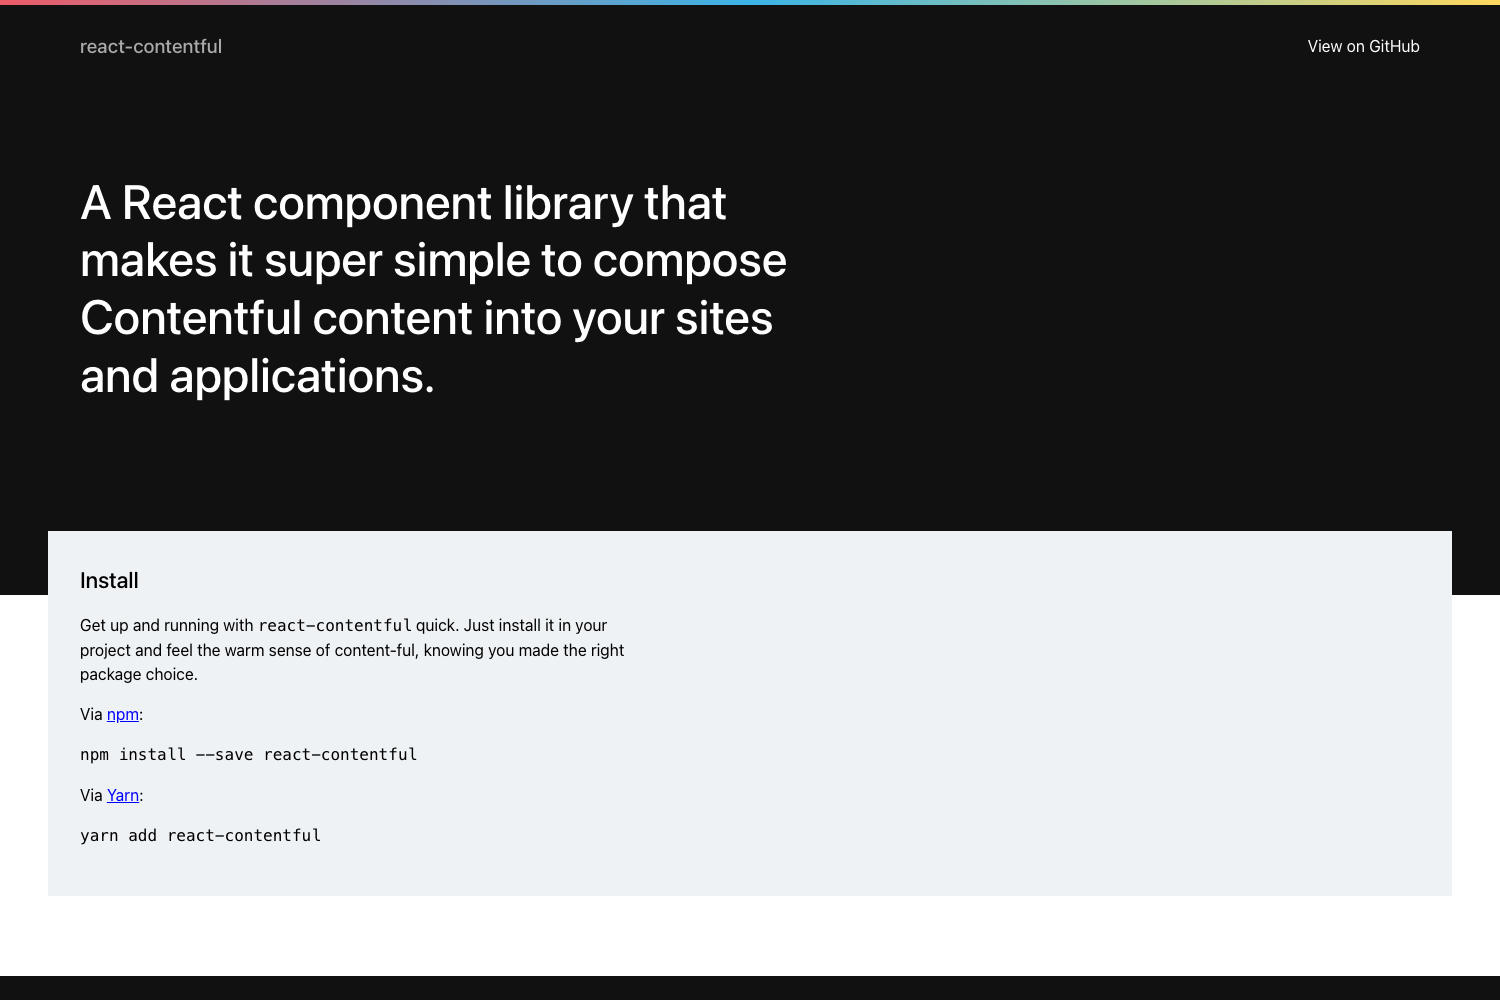 react-contentful
View on GitHub
A React component library that
makes it super simple to compose
Contentful content into your sites
and applications.
Install
Get up and running with react-contentful quick. Just install it in your
project and feel the warm sense of content-ful, knowing you made the right
package choice.
Via npm:
npm install --save react-contentful
Via Yarn:
yarn add react-contentful